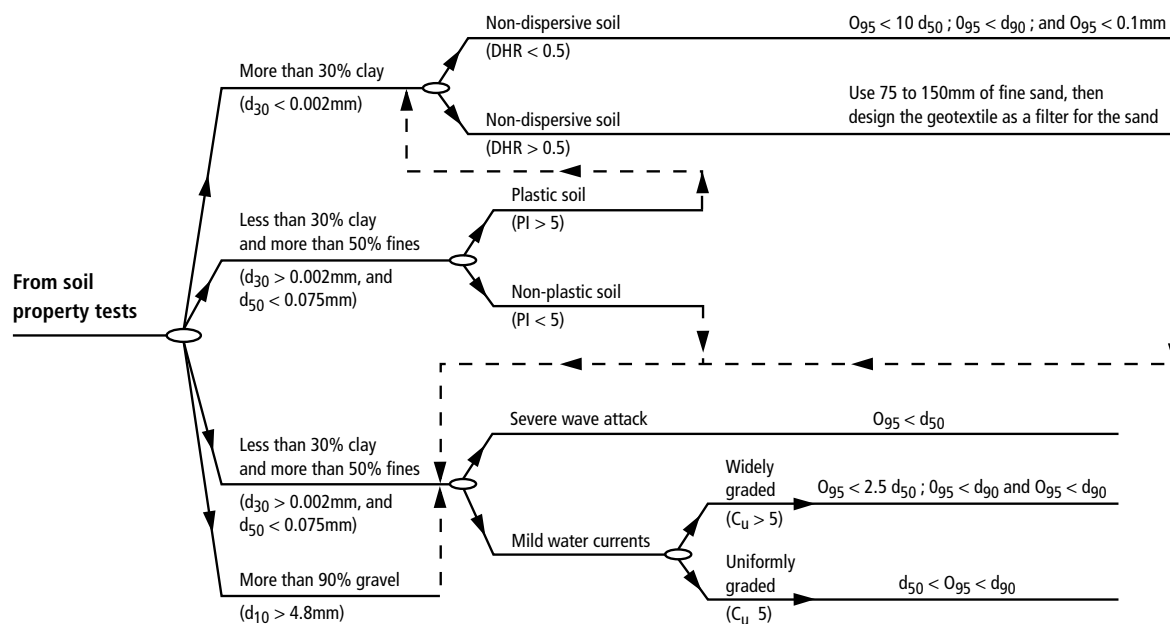 From soil
property tests
More than 30% clay
(d30 < 0.002mm)
Non-dispersive soil
(DHR < 0.5)
O95 < 10 d50 ; 095 < d90 ; and O95 < 0.1mm
Non-dispersive soil
(DHR > 0.5)
Use 75 to 150mm of fine sand, then
design the geotextile as a filter for the sand
Less than 30% clay
and more than 50% fines
(d30 > 0.002mm, and
d50 < 0.075mm)
Plastic soil
(PI > 5)
Non-plastic soil
(PI < 5)
Less than 30% clay
and more than 50% fines
(d30 > 0.002mm, and
d50 < 0.075mm)
Severe wave attack
O95 < d50
Mild water currents
Widely
graded
(Cu > 5)
O95 < 2.5 d50 ; 095 < d90 and O95 < d90
Uniformly
graded
(Cu 5)
d50 < O95 < d90
More than 90% gravel
(d10 > 4.8mm)